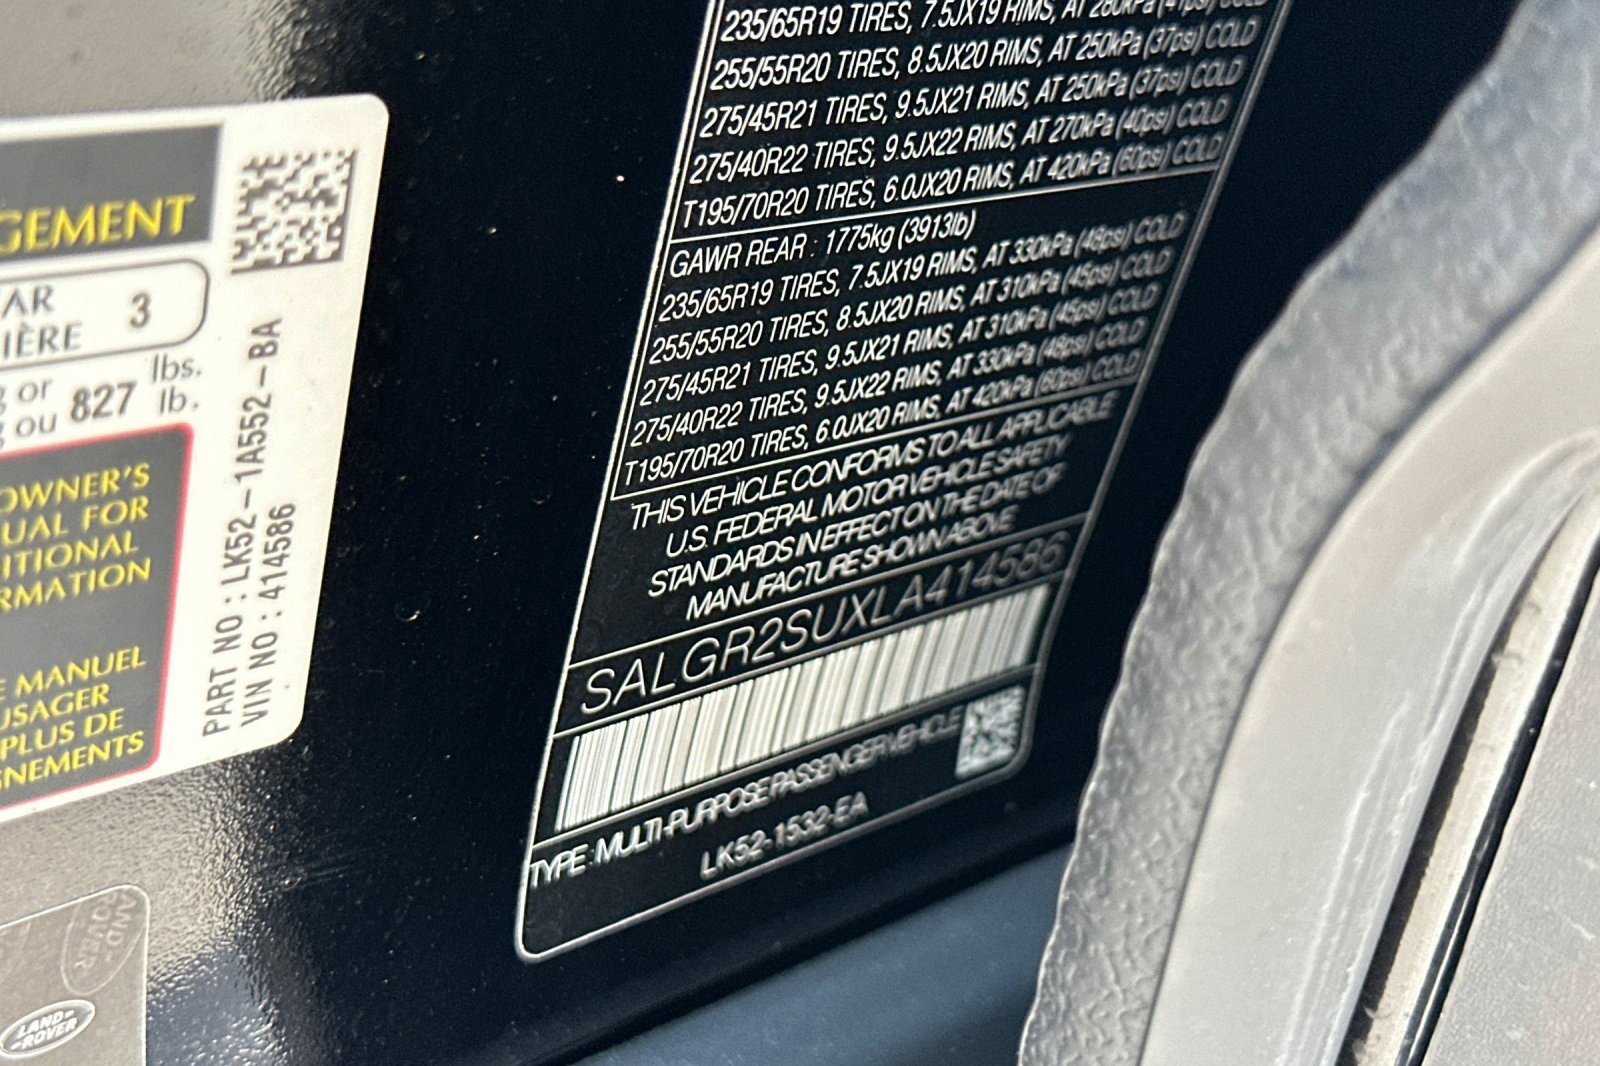 GEMENT
AR
IÈRE 3
g or
g ou 827 lbs.
lb.
OWNER'S
UAL FOR
ITIONAL
RMATION
E MANUEL
USAGER
PLUS DE
GNEMENTS
PART NO : LK52-1A552-BA
VIN NO : 414586
LAND-
-ROVER
235/65R19 TIRES, 7.5JX19 RIMS, AT 280kPa (41psi) COLD
255/55R20 TIRES, 8.5JX20 RIMS, AT 250kPa (37psi) COLD
275/45R21 TIRES, 9.5JX21 RIMS, AT 250kPa (37psi) COLD
275/40R22 TIRES, 9.5JX22 RIMS, AT 270kPa (40psi) COLD
T195/70R20 TIRES, 6.0JX20 RIMS, AT 420kPa (60psi) COLD
GAWR REAR : 1775kg (3913lb)
235/65R19 TIRES, 7.5JX19 RIMS, AT 330kPa (48psi) COLD
255/55R20 TIRES, 8.5JX20 RIMS, AT 310kPa (45psi) COLD
275/45R21 TIRES, 9.5JX21 RIMS, AT 310kPa (45psi) COLD
275/40R22 TIRES, 9.5JX22 RIMS, AT 330kPa (48psi) COLD
T195/70R20 TIRES, 6.0JX20 RIMS, AT 420kPa (60psi) COLD
THIS VEHICLE CONFORMS TO ALL APPLICABLE
U.S. FEDERAL MOTOR VEHICLE SAFETY
STANDARDS IN EFFECT ON THE DATE OF
MANUFACTURE SHOWN ABOVE
SALGR2SUXLA414586
TYPE : MULTI-PURPOSE PASSENGER VEHICLE
LK52-1532-EA